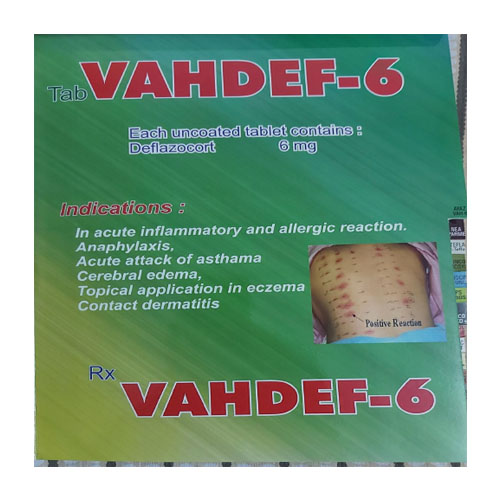 Tab VAHDEF-6
Each uncoated tablet contains :
Deflazocort 6 mg
Indications :
In acute inflammatory and allergic reaction.
Anaphylaxis,
Acute attack of asthama
Cerebral edema,
Topical application in eczema
Contact dermatitis
Positive Reaction
Rx
VAHDEF-6